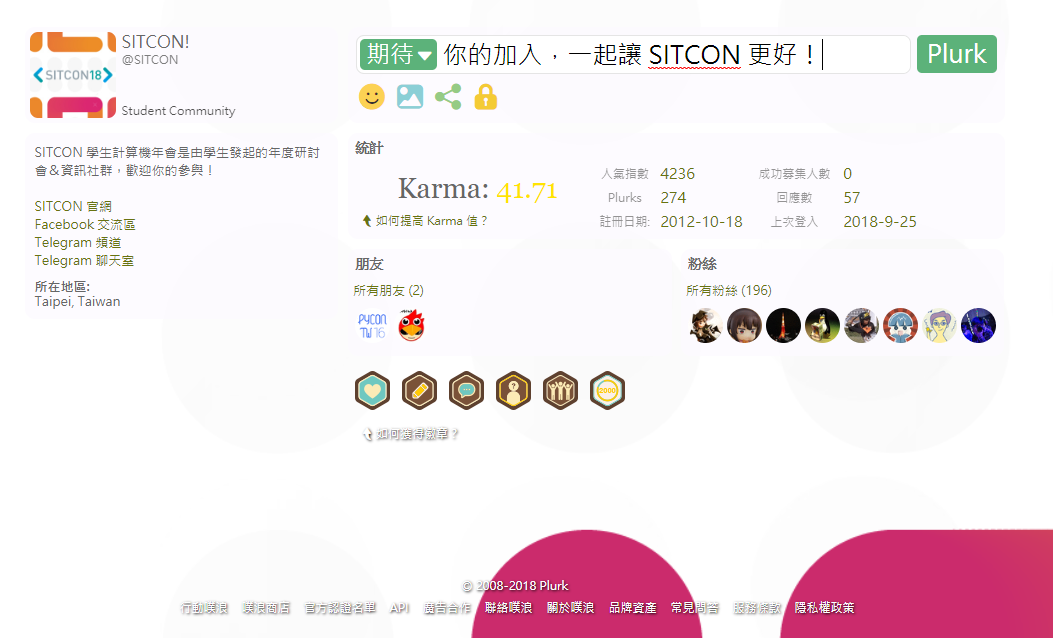 SITCON!
@SITCON
SITCON18
Student Community
期待 你的加入，一起讓 SITCON 更好！
Plurk
SITCON 學生計算機年會是由學生發起的年度研討
會＆資訊社群，歡迎你的參與！
SITCON 官網
Facebook 交流區
Telegram 頻道
Telegram 聊天室
所在地區:
Taipei, Taiwan
統計
Karma: 41.71
如何提高 Karma 值？
人氣指數 4236 成功募集人數 0
Plurks 274 回應數 57
註冊日期: 2012-10-18 上次登入 2018-9-25
朋友
所有朋友 (2)
PYCON
TW16
粉絲
所有粉絲 (196)
2000
如何獲得徽章？
© 2008-2018 Plurk
行動噗浪 噗浪商店 官方認證名單 API 廣告合作 聯絡噗浪 關於噗浪 品牌資產 常見問答 服務條款 隱私權政策